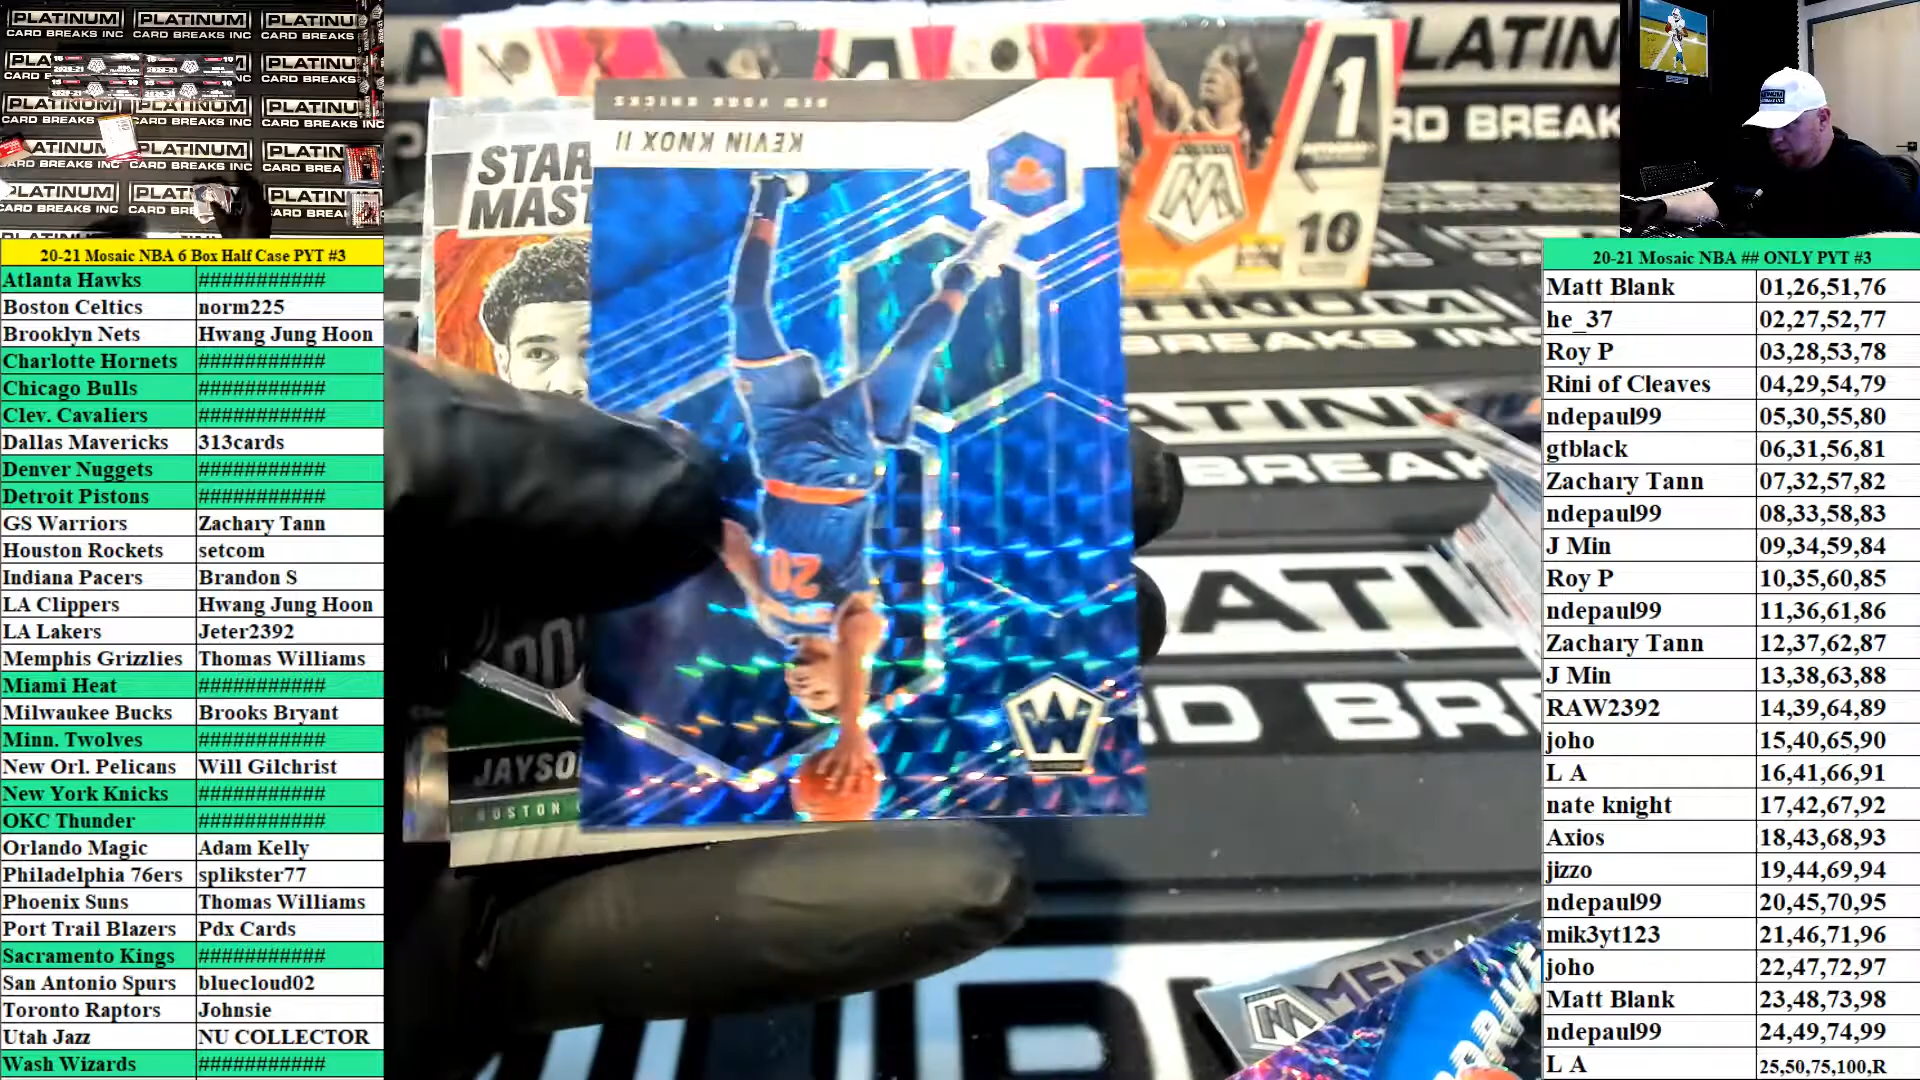 PLATINUM
CARD BREAKS INC
20-21 Mosaic NBA 6 Box Half Case PYT #3
Atlanta Hawks ###########
Boston Celtics norm225
Brooklyn Nets Hwang Jung Hoon
Charlotte Hornets ###########
Chicago Bulls ###########
Clev. Cavaliers ###########
Dallas Mavericks 313cards
Denver Nuggets ###########
Detroit Pistons ###########
GS Warriors Zachary Tann
Houston Rockets setcom
Indiana Pacers Brandon S
LA Clippers Hwang Jung Hoon
LA Lakers Jeter2392
Memphis Grizzlies Thomas Williams
Miami Heat ###########
Milwaukee Bucks Brooks Bryant
Minn. Twolves ###########
New Orl. Pelicans Will Gilchrist
New York Knicks ###########
OKC Thunder ###########
Orlando Magic Adam Kelly
Philadelphia 76ers splikster77
Phoenix Suns Thomas Williams
Port Trail Blazers Pdx Cards
Sacramento Kings ###########
San Antonio Spurs bluecloud02
Toronto Raptors Johnsie
Utah Jazz NU COLLECTOR
Wash Wizards ###########
STAR
MAST
NEW YORK KNICKS
KEVIN KNOX II
20
W
JAYSO
BOSTON
1
10
20-21 Mosaic NBA ## ONLY PYT #3
Matt Blank 01,26,51,76
he_37 02,27,52,77
Roy P 03,28,53,78
Rini of Cleaves 04,29,54,79
ndepaul99 05,30,55,80
gtblack 06,31,56,81
Zachary Tann 07,32,57,82
ndepaul99 08,33,58,83
J Min 09,34,59,84
Roy P 10,35,60,85
ndepaul99 11,36,61,86
Zachary Tann 12,37,62,87
J Min 13,38,63,88
RAW2392 14,39,64,89
joho 15,40,65,90
L A 16,41,66,91
nate knight 17,42,67,92
Axios 18,43,68,93
jizzo 19,44,69,94
ndepaul99 20,45,70,95
mik3yt123 21,46,71,96
joho 22,47,72,97
Matt Blank 23,48,73,98
ndepaul99 24,49,74,99
L A 25,50,75,100,R